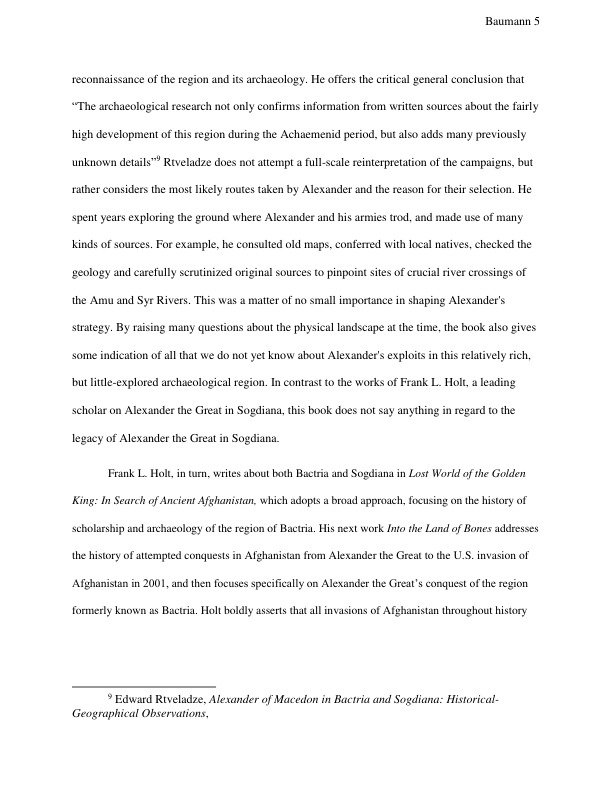 Baumann 5
reconnaissance of the region and its archaeology. He offers the critical general conclusion that
“The archaeological research not only confirms information from written sources about the fairly
high development of this region during the Achaemenid period, but also adds many previously
unknown details”9 Rtveladze does not attempt a full-scale reinterpretation of the campaigns, but
rather considers the most likely routes taken by Alexander and the reason for their selection. He
spent years exploring the ground where Alexander and his armies trod, and made use of many
kinds of sources. For example, he consulted old maps, conferred with local natives, checked the
geology and carefully scrutinized original sources to pinpoint sites of crucial river crossings of
the Amu and Syr Rivers. This was a matter of no small importance in shaping Alexander's
strategy. By raising many questions about the physical landscape at the time, the book also gives
some indication of all that we do not yet know about Alexander's exploits in this relatively rich,
but little-explored archaeological region. In contrast to the works of Frank L. Holt, a leading
scholar on Alexander the Great in Sogdiana, this book does not say anything in regard to the
legacy of Alexander the Great in Sogdiana.
Frank L. Holt, in turn, writes about both Bactria and Sogdiana in Lost World of the Golden
King: In Search of Ancient Afghanistan, which adopts a broad approach, focusing on the history of
scholarship and archaeology of the region of Bactria. His next work Into the Land of Bones addresses
the history of attempted conquests in Afghanistan from Alexander the Great to the U.S. invasion of
Afghanistan in 2001, and then focuses specifically on Alexander the Great’s conquest of the region
formerly known as Bactria. Holt boldly asserts that all invasions of Afghanistan throughout history
9 Edward Rtveladze, Alexander of Macedon in Bactria and Sogdiana: Historical-
Geographical Observations,